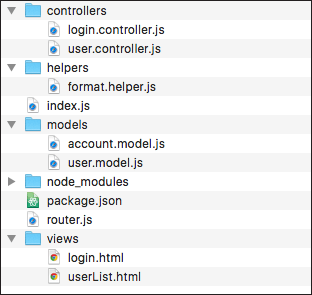 controllers
login.controller.js
user.controller.js
helpers
format.helper.js
index.js
models
account.model.js
user.model.js
node_modules
package.json
router.js
views
login.html
userList.html